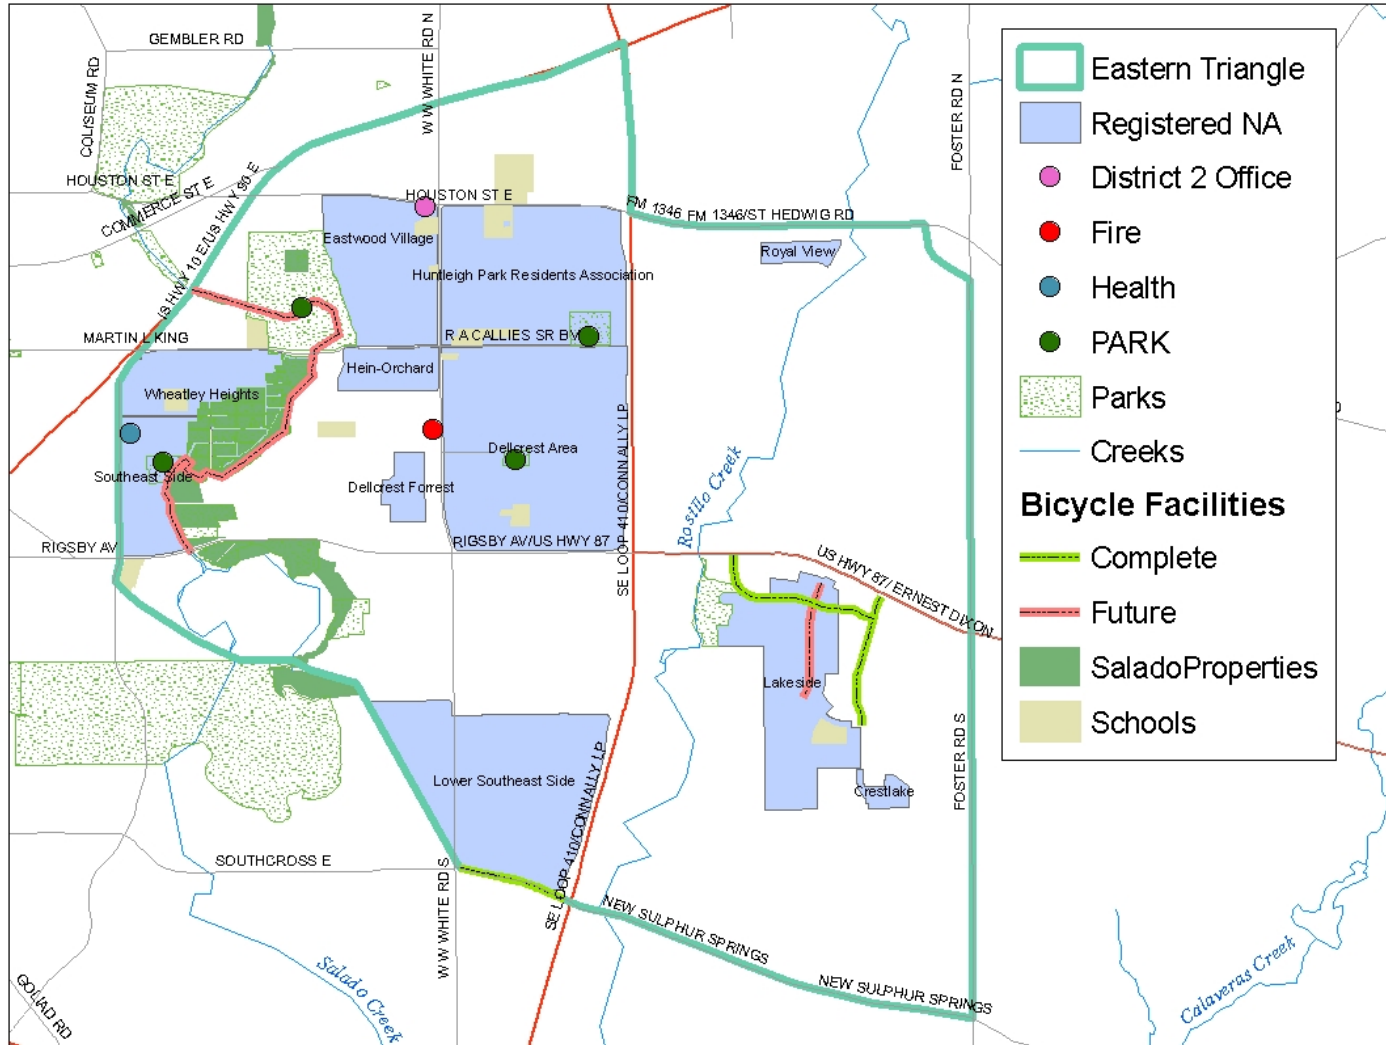 GEMBLER RD
COLISEUM RD
W W WHITE RD N
FOSTER RD N
HOUSTON ST E
COMMERCE ST E
IS HWY 10 E/US HWY 90 E
HOUSTON ST E
FM 1346
FM 1346/ST HEDWIG RD
Eastwood Village
Royal View
Huntleigh Park Residents Association
MARTIN L KING
R A CALLIES SR BV
Hein-Orchard
Wheatley Heights
SE LOOP 410/CONNALLY LP
Dellcrest Area
Southeast Side
Dellcrest Forrest
Rosillo Creek
RIGSBY AV
RIGSBY AV/US HWY 87
US HWY 87/ ERNEST DIXON
Lakeside
FOSTER RD S
Lower Southeast Side
Crestlake
SE LOOP 410/CONNALLY LP
SOUTHCROSS E
W W WHITE RD S
NEW SULPHUR SPRINGS
NEW SULPHUR SPRINGS
Salado Creek
GOLIAD RD
Calaveras Creek
Eastern Triangle
Registered NA
District 2 Office
Fire
Health
PARK
Parks
Creeks
Bicycle Facilities
Complete
Future
SaladoProperties
Schools